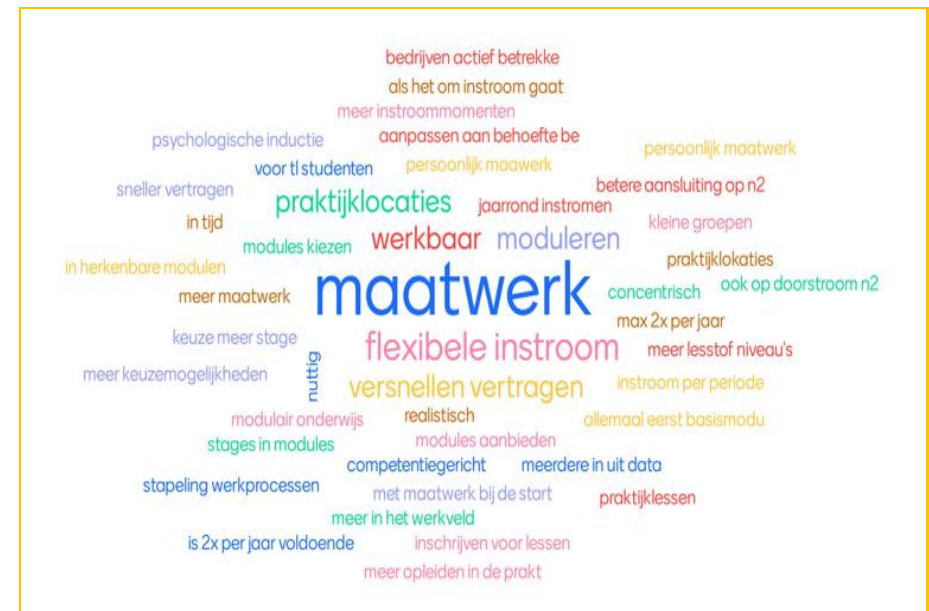 bedrijven actief betrekke
als het om instroom gaat
meer instroommomenten
psychologische inductie
aanpassen aan behoefte be
persoonlijk maatwerk
voor tl studenten
persoonlijk maawerk
sneller vertragen
betere aansluiting op n2
praktijklocaties
jaarrond instromen
in tijd
kleine groepen
modules kiezen
werkbaar
moduleren
in herkenbare modulen
praktijklokaties
meer maatwerk
maatwerk
concentrisch
ook op doorstroom n2
max 2x per jaar
keuze meer stage
flexibele instroom
meer lesstof niveau's
meer keuzemogelijkheden
nuttig
versnellen vertragen
instroom per periode
modulair onderwijs
realistisch
allemaal eerst basismodu
stages in modules
modules aanbieden
competentiegericht
meerdere in uit data
stapeling werkprocessen
met maatwerk bij de start
praktijklessen
meer in het werkveld
is 2x per jaar voldoende
inschrijven voor lessen
meer opleiden in de prakt